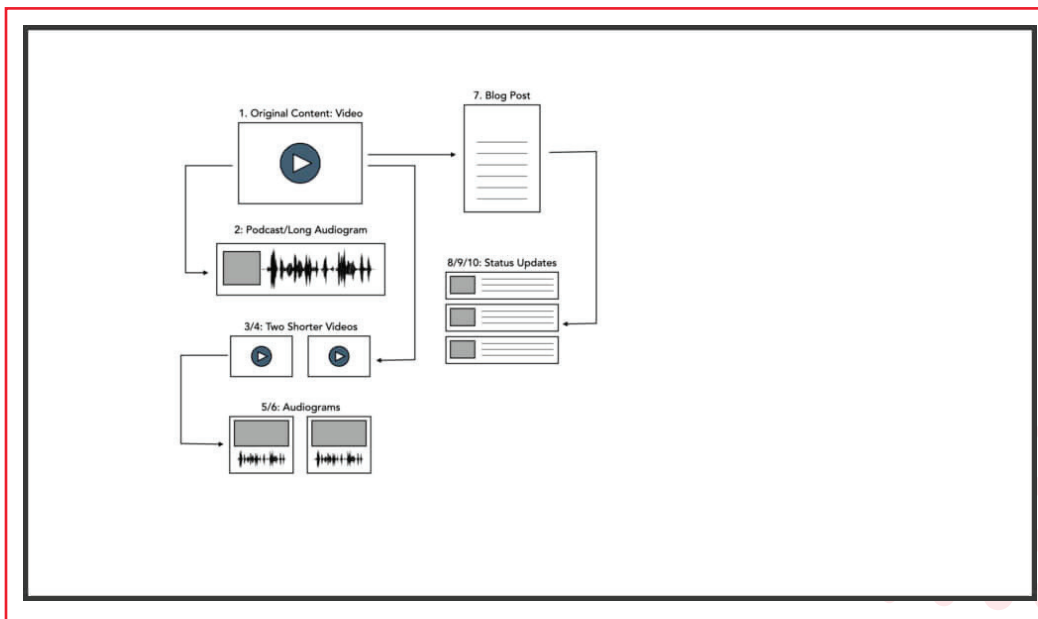 1. Original Content: Video
7. Blog Post
2: Podcast/Long Audiogram
8/9/10: Status Updates
3/4: Two Shorter Videos
5/6: Audiograms